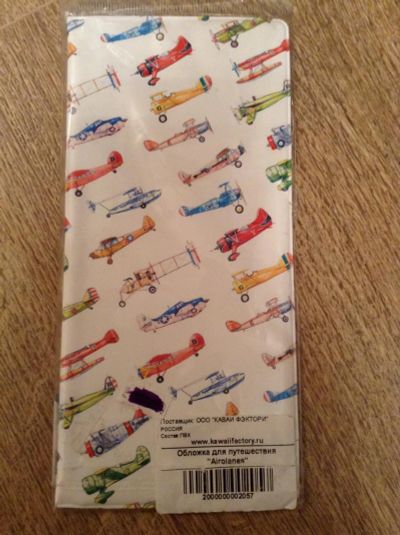 Поставщик: ООО "КАВАИ ФЭКТОРИ"
РОССИЯ
Состав ПВХ
www.kawaiifactory.ru
Обложка для путешествия
"Airplanes"
2000000002057